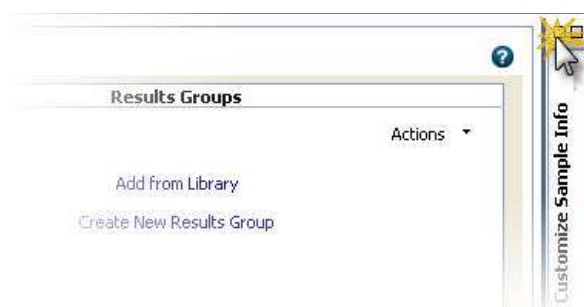 ?
Results Groups
Actions
Add from Library
Create New Results Group
Customize Sample Info